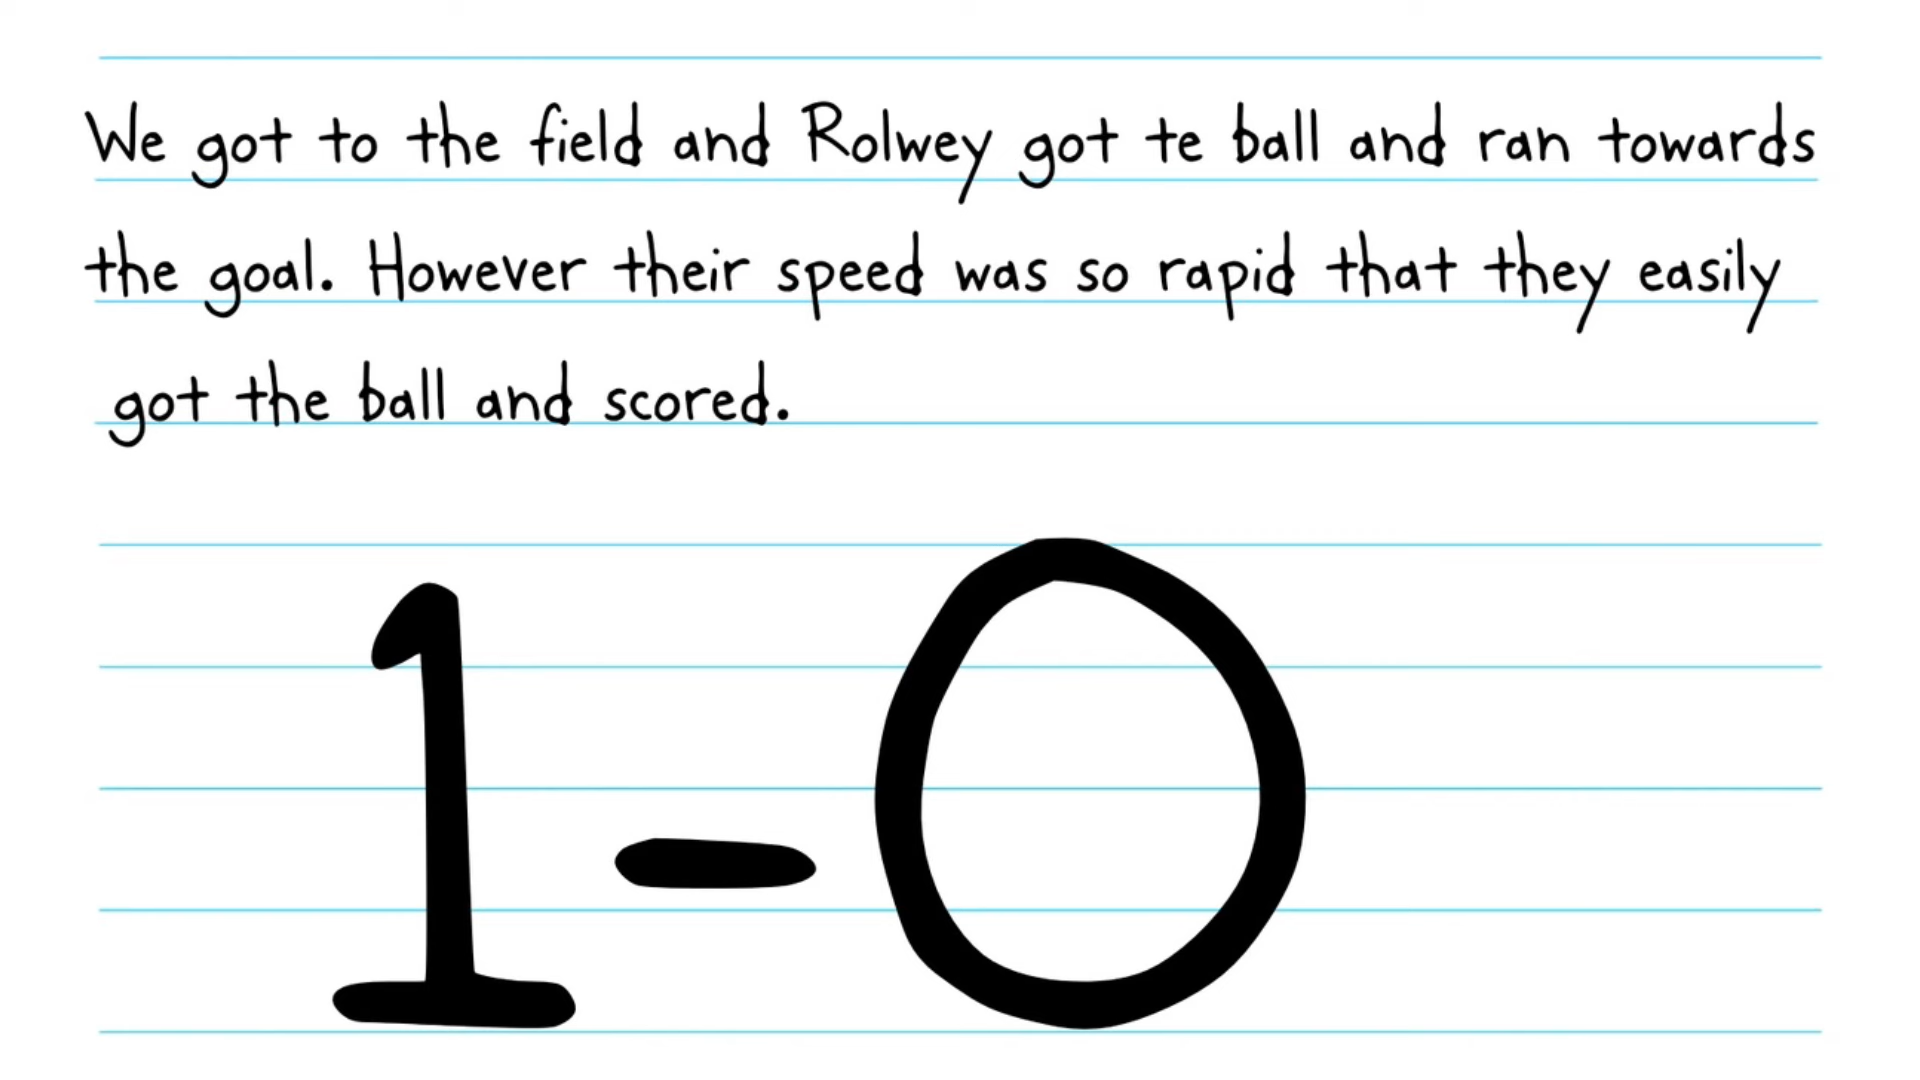 We got to the field and Rolwey got te ball and ran towards
the goal. However their speed was so rapid that they easily
got the ball and scored.
1-0